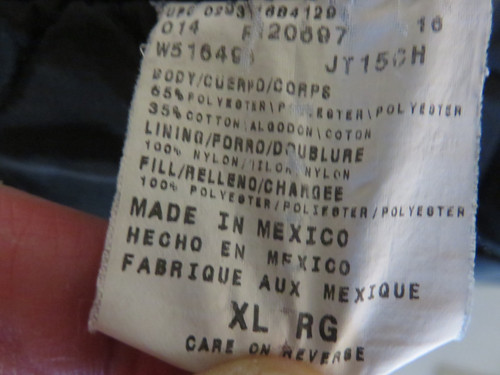 014 16
JT15CH
BODY/CUERPO/CORPS
65% POLYESTER\POLIESTER/POLYESTER
35% COTTON\ALGODON\COTON
LINING/FORRO/DOUBLURE
100% NYLON/NILON/NYLON
FILL/RELLENO/CHARGEE
100% POLYESTER/POLIESTER/POLYESTER
MADE IN MEXICO
HECHO EN MEXICO
FABRIQUE AUX MEXIQUE
XL RG
CARE ON REVERSE